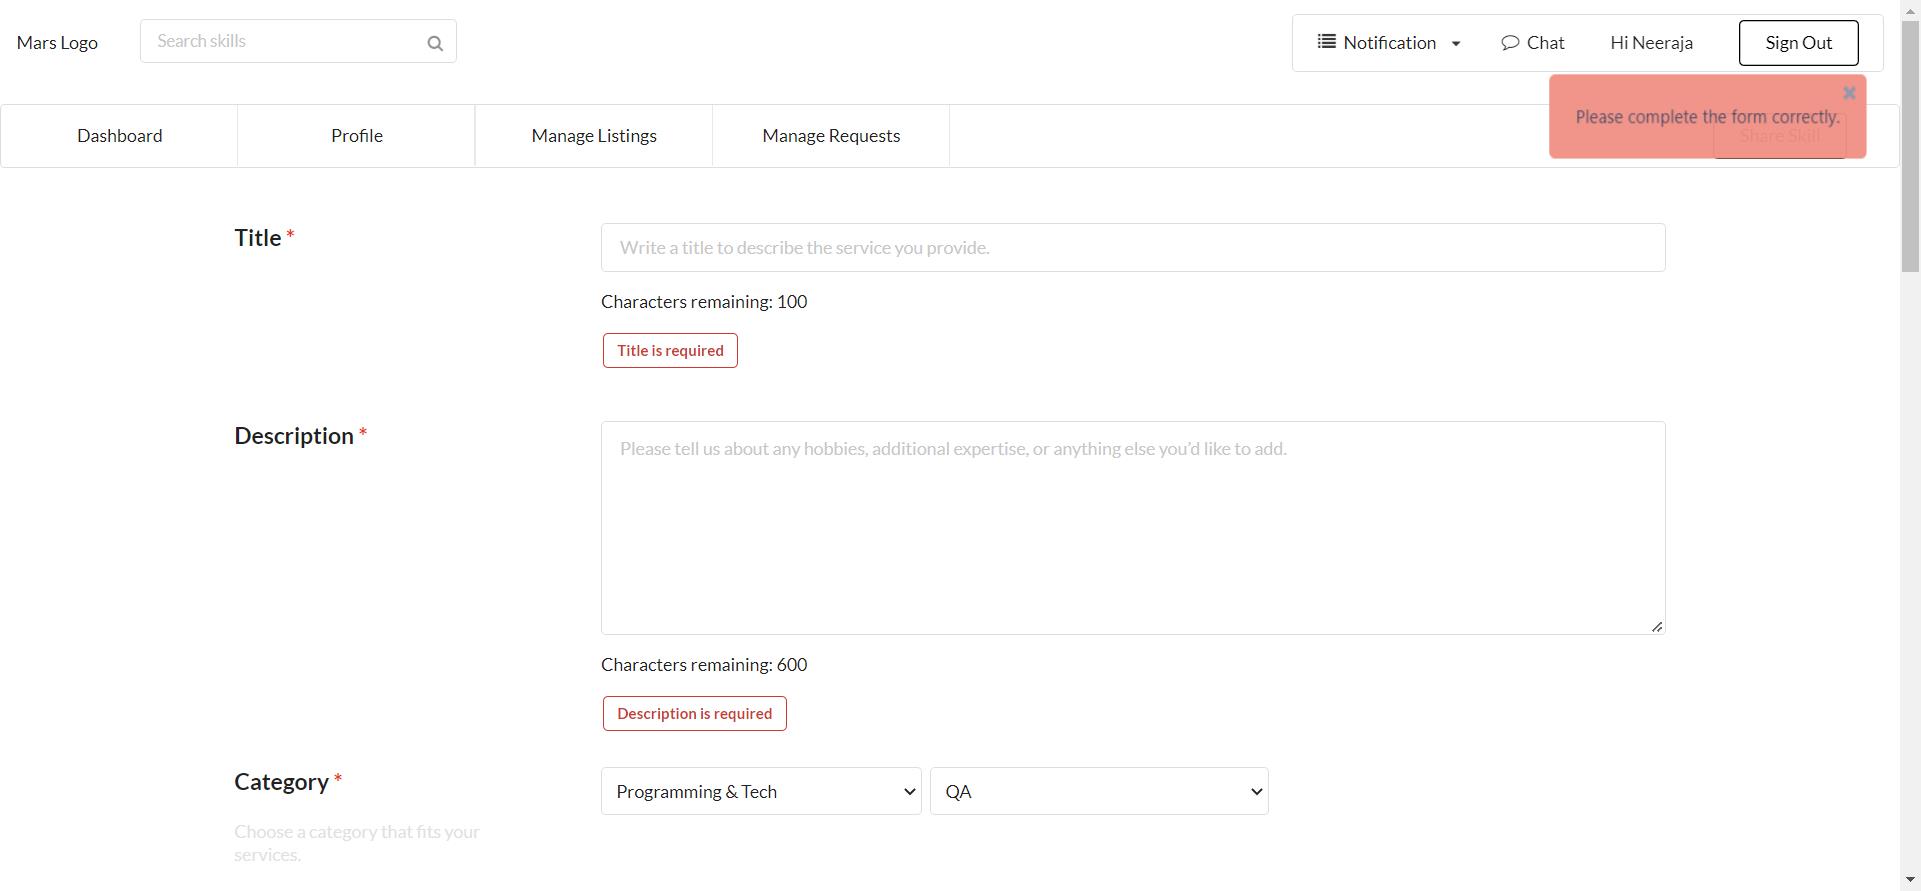 Mars Logo
Search skills
Notification
Chat
Hi Neeraja
Sign Out
Please complete the form correctly.
Dashboard
Profile
Manage Listings
Manage Requests
Share Skill
Title *
Write a title to describe the service you provide.
Characters remaining: 100
Title is required
Description *
Please tell us about any hobbies, additional expertise, or anything else you’d like to add.
Characters remaining: 600
Description is required
Category *
Programming & Tech
QA
Choose a category that fits your
services.